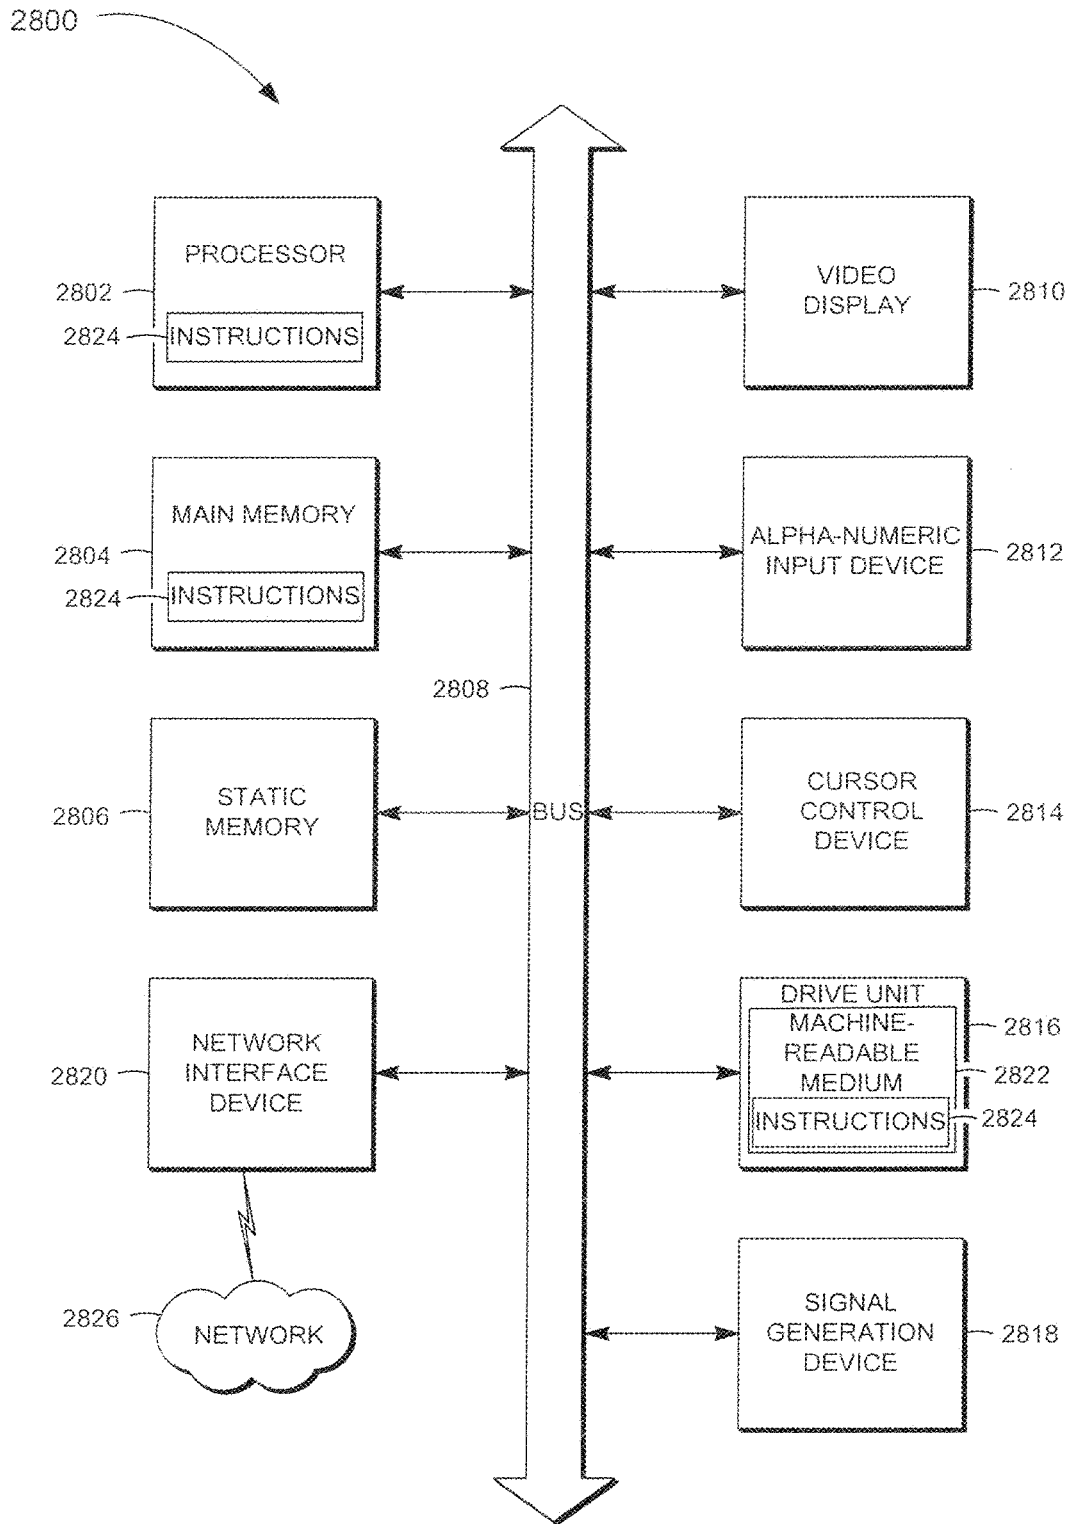 2800
PROCESSOR
2802
2824
INSTRUCTIONS
VIDEO
DISPLAY
2810
MAIN MEMORY
2804
2824
INSTRUCTIONS
ALPHA-NUMERIC
INPUT DEVICE
2812
2808
STATIC
MEMORY
2806
BUS
CURSOR
CONTROL
DEVICE
2814
NETWORK
INTERFACE
DEVICE
2820
DRIVE UNIT
2816
MACHINE-
READABLE
MEDIUM
2822
INSTRUCTIONS
2824
2826
NETWORK
SIGNAL
GENERATION
DEVICE
2818